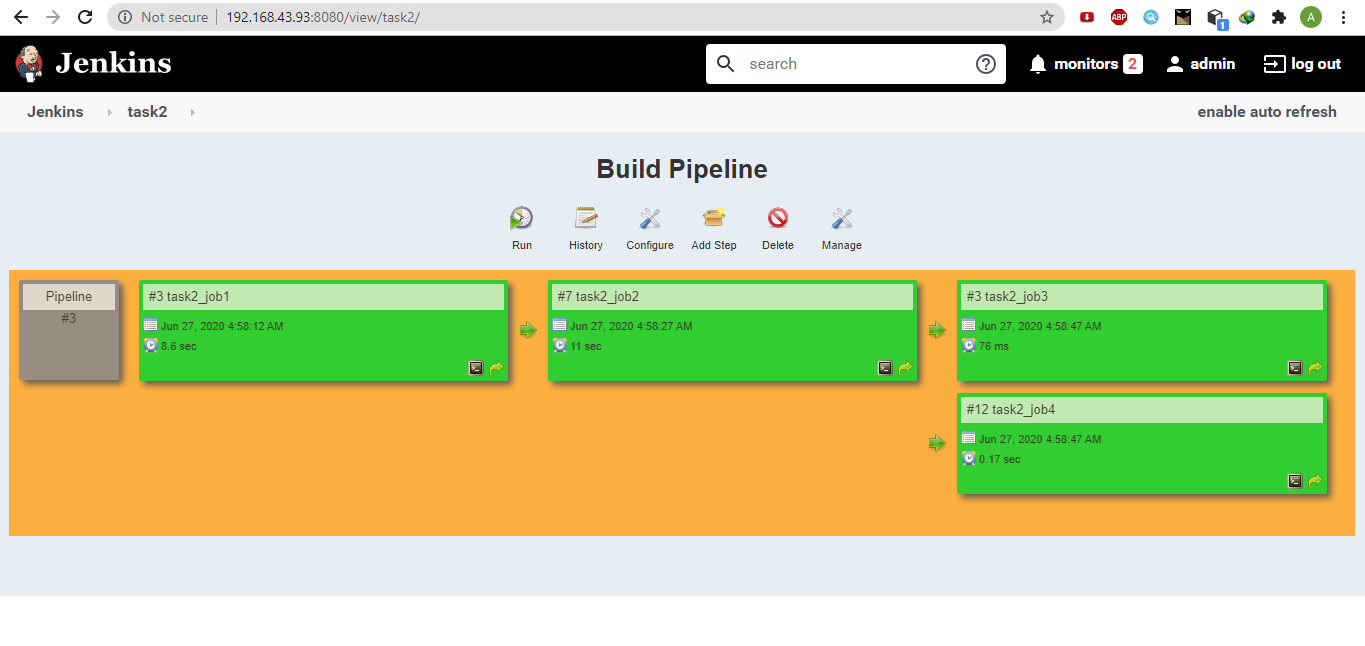 Not secure 192.168.43.93:8080/view/task2/
ABP
1
A
Jenkins
search
?
monitors 2
admin
log out
Jenkins
task2
enable auto refresh
Build Pipeline
Run
History
Configure
Add Step
Delete
Manage
Pipeline
#3
#3 task2_job1
Jun 27, 2020 4:58:12 AM
8.6 sec
#7 task2_job2
Jun 27, 2020 4:58:27 AM
11 sec
#3 task2_job3
Jun 27, 2020 4:58:47 AM
76 ms
#12 task2_job4
Jun 27, 2020 4:58:47 AM
0.17 sec